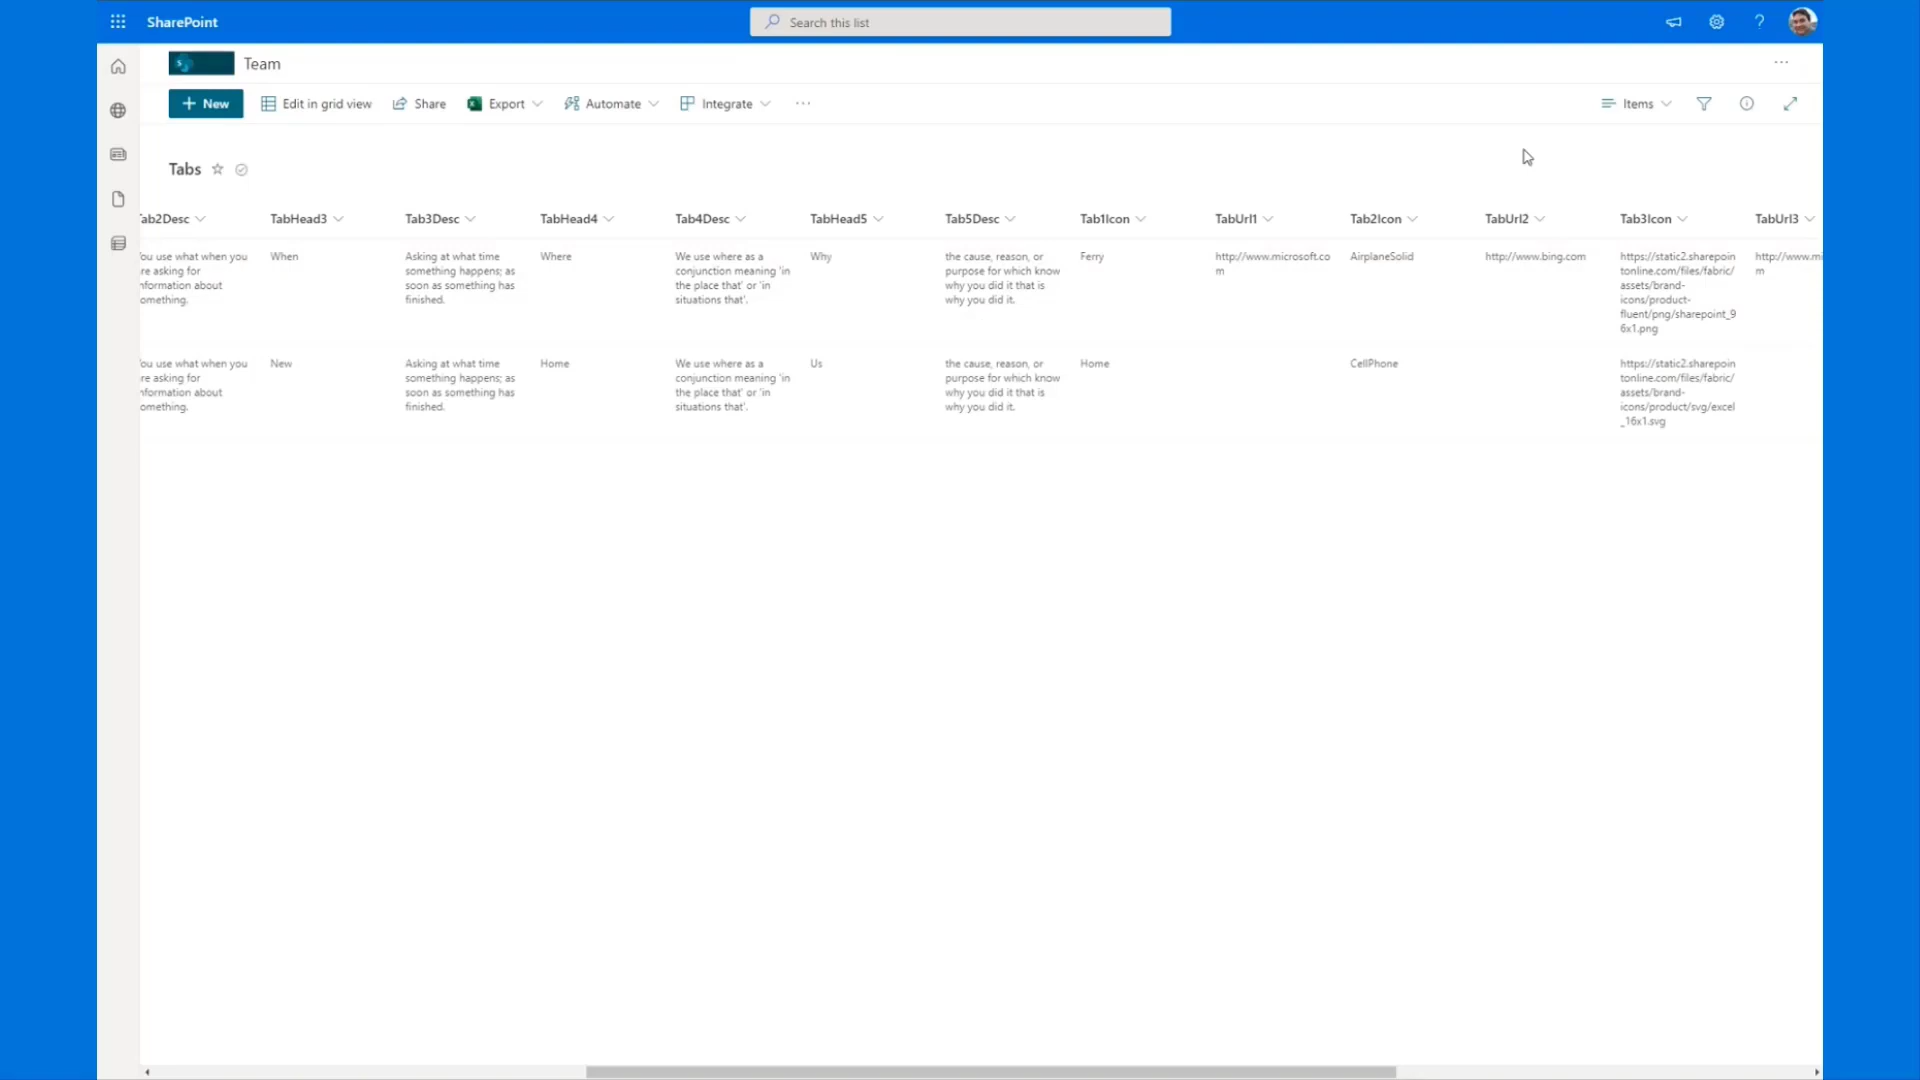 SharePoint
Search this list
Team
New
Edit in grid view
Share
Export
Automate
Integrate
Items
Tabs
ab2Desc
TabHead3
Tab3Desc
TabHead4
Tab4Desc
TabHead5
Tab5Desc
Tab1Icon
TabUrl1
Tab2Icon
TabUrl2
Tab3Icon
TabUrl3
You use what when you
re asking for
nformation about
omething.
When
Asking at what time
something happens; as
soon as something has
finished.
Where
We use where as a
conjunction meaning 'in
the place that' or 'in
situations that'.
Why
the cause, reason, or
purpose for which know
why you did it that is
why you did it.
Ferry
http://www.microsoft.co
m
AirplaneSolid
http://www.bing.com
https://static2.sharepoin
tonline.com/files/fabric/
assets/brand-
icons/product-
fluent/png/sharepoint_9
6x1.png
http://www.mi
m
You use what when you
re asking for
nformation about
omething.
New
Asking at what time
something happens; as
soon as something has
finished.
Home
We use where as a
conjunction meaning 'in
the place that' or 'in
situations that'.
Us
the cause, reason, or
purpose for which know
why you did it that is
why you did it.
Home
CellPhone
https://static2.sharepoin
tonline.com/files/fabric/
assets/brand-
icons/product/svg/excel
_16x1.svg